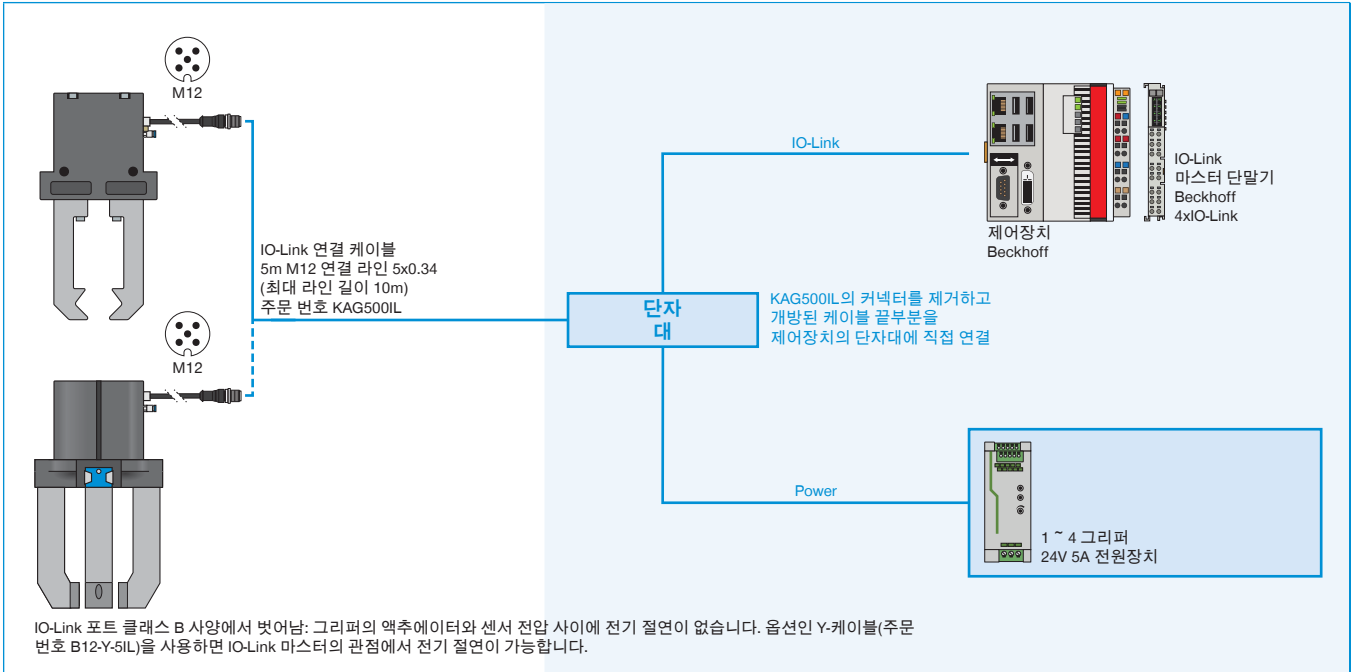 M12
IO-Link 연결 케이블
5m M12 연결 라인 5x0.34
(최대 라인 길이 10m)
주문 번호 KAG500IL
M12
단자
대
KAG500IL의 커넥터를 제거하고
개방된 케이블 끝부분을
제어장치의 단자대에 직접 연결
IO-Link
제어장치
Beckhoff
IO-Link
마스터 단말기
Beckhoff
4xIO-Link
Power
1 ~ 4 그리퍼
24V 5A 전원장치
IO-Link 포트 클래스 B 사양에서 벗어남: 그리퍼의 액추에이터와 센서 전압 사이에 전기 절연이 없습니다. 옵션인 Y-케이블(주문
번호 B12-Y-5IL)을 사용하면 IO-Link 마스터의 관점에서 전기 절연이 가능합니다.